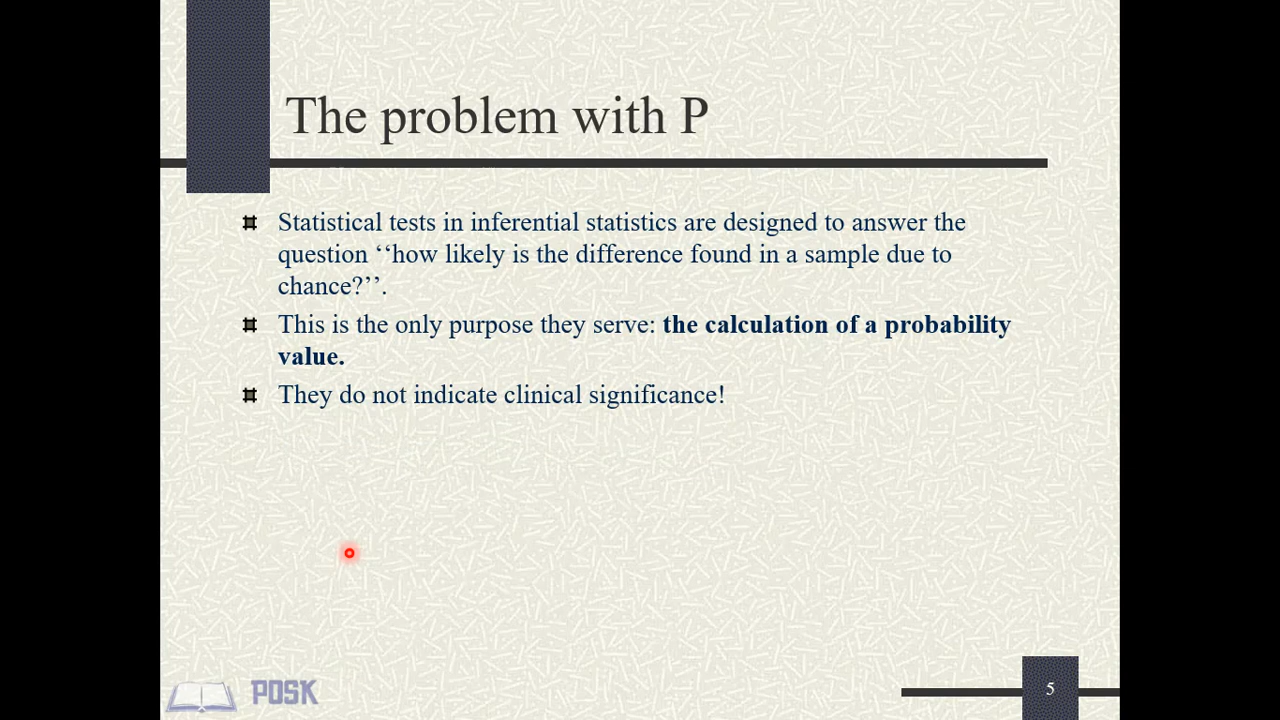 The problem with P
Statistical tests in inferential statistics are designed to answer the
question ‘‘how likely is the difference found in a sample due to
chance?’’.
This is the only purpose they serve: the calculation of a probability
value.
They do not indicate clinical significance!
POSK
5